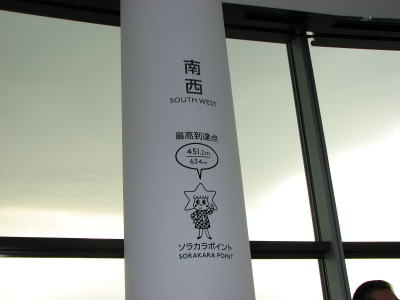 南
西
SOUTH WEST
最高到達点
451.2m
634m
ソラカラポイント
SORAKARA POINT